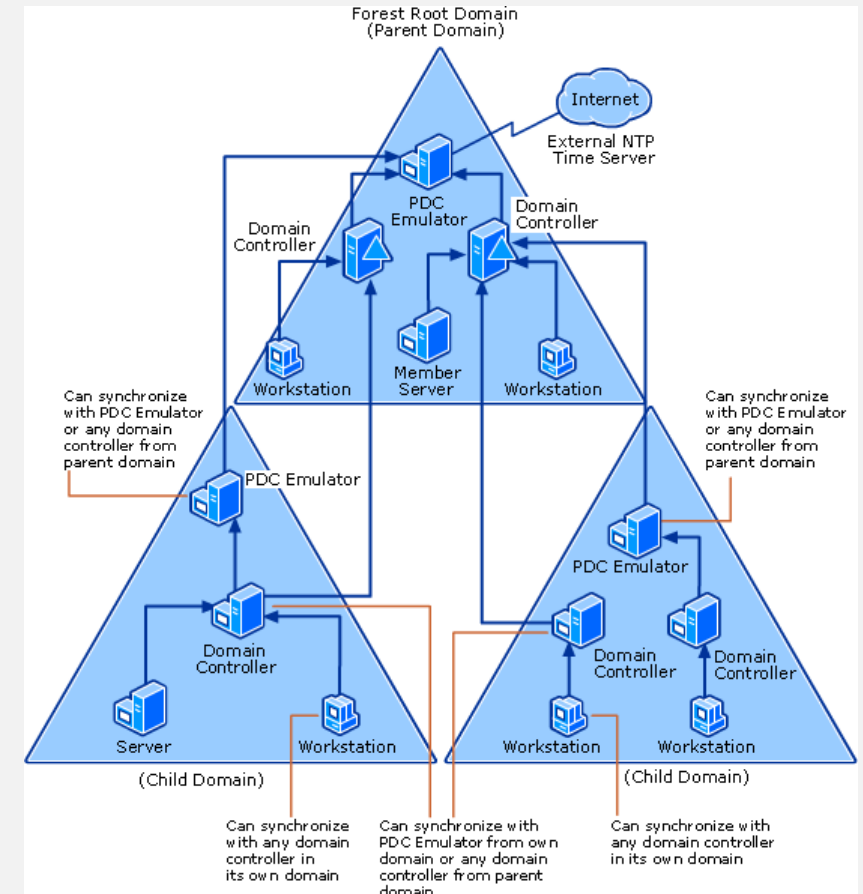 Forest Root Domain
(Parent Domain)
Internet
External NTP
Time Server
PDC
Emulator
Domain
Controller
Domain
Controller
Workstation
Member
Server
Workstation
Can synchronize
with PDC Emulator
or any domain
controller from
parent domain
Can synchronize
with PDC Emulator
or any domain
controller from
parent domain
PDC Emulator
PDC Emulator
Domain
Controller
Domain
Controller
Domain
Controller
Server
Workstation
Workstation
Workstation
(Child Domain)
(Child Domain)
Can synchronize
with any domain
controller in
its own domain
Can synchronize with
PDC Emulator from own
domain or any domain
controller from parent
domain
Can synchronize with
any domain controller
in its own domain